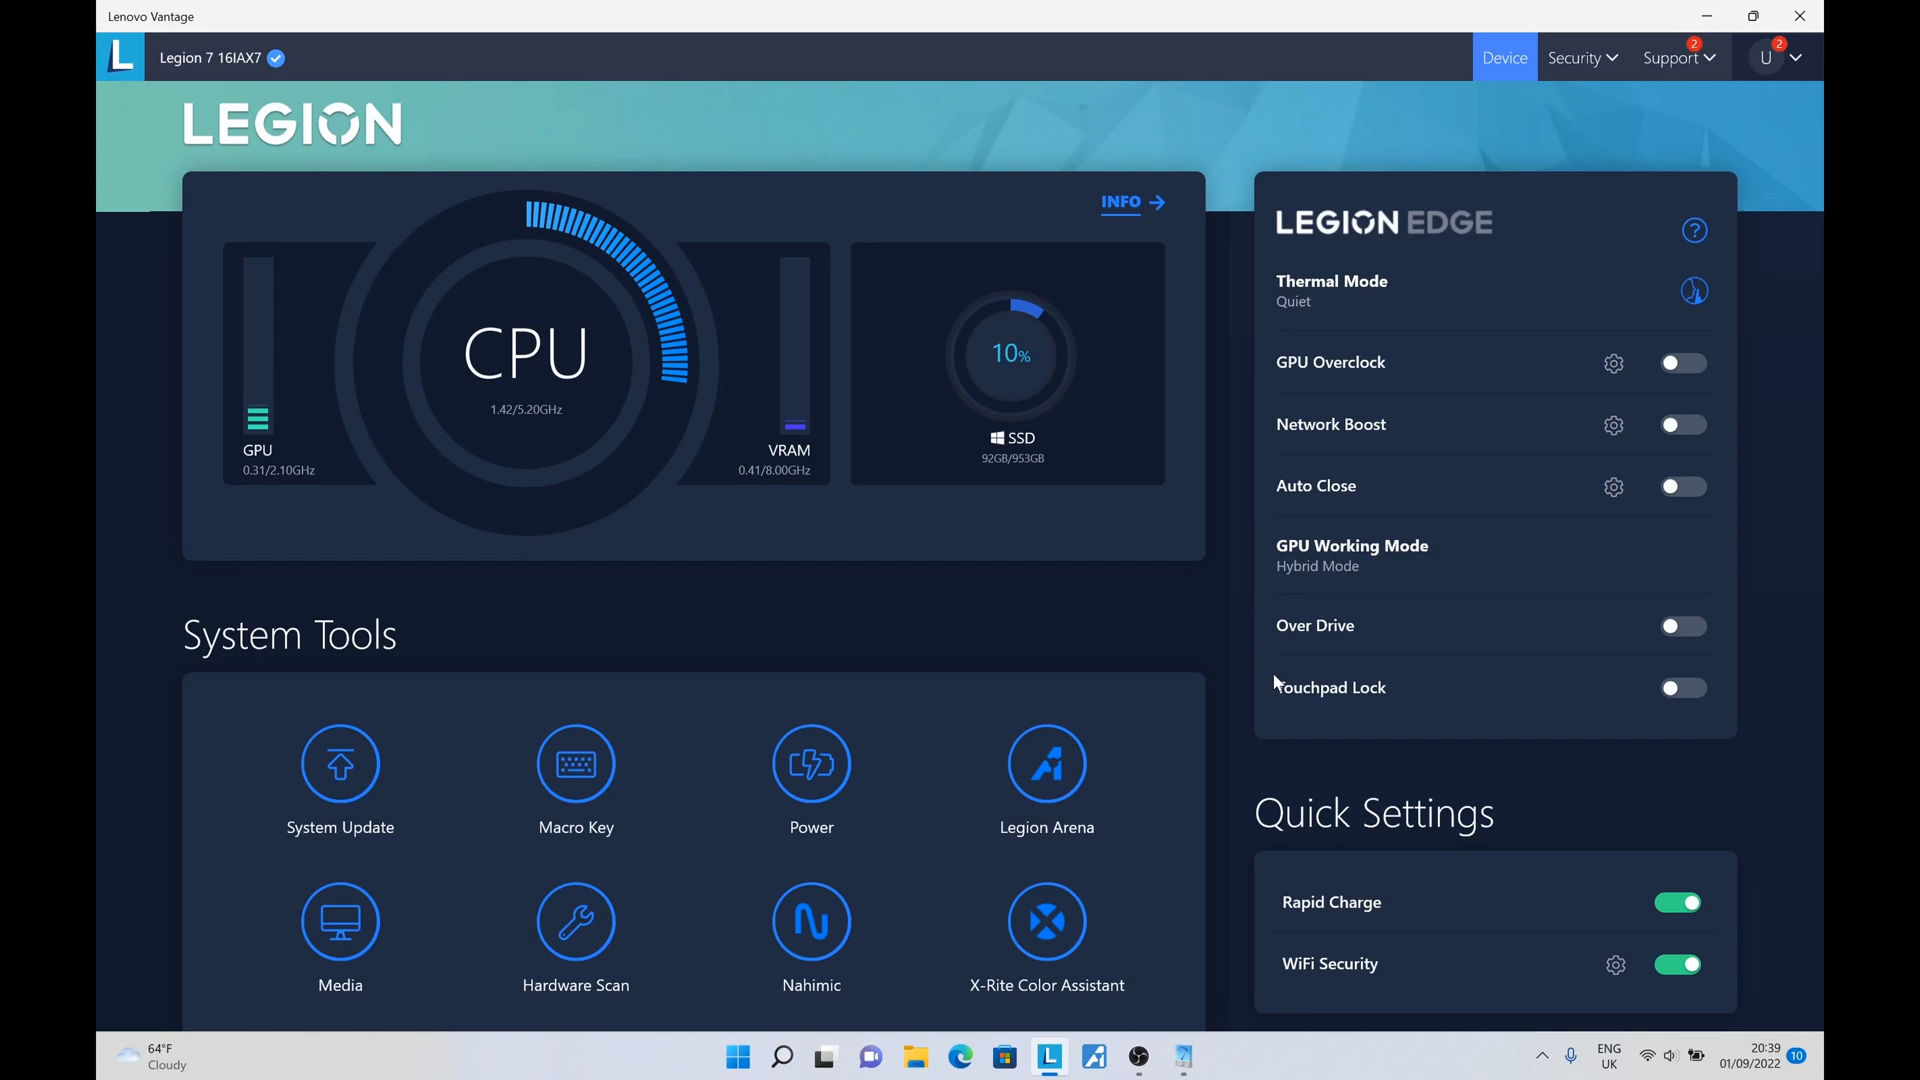 Lenovo Vantage
Legion 7 16IAX7
Device
Security
Support
2
U
2
LEGION
INFO
CPU
1.42/5.20GHz
GPU
0.31/2.10GHz
VRAM
0.41/8.00GHz
10%
SSD
92GB/953GB
LEGION EDGE
?
Thermal Mode
Quiet
GPU Overclock
Network Boost
Auto Close
GPU Working Mode
Hybrid Mode
Over Drive
Touchpad Lock
System Tools
System Update
Macro Key
Power
Legion Arena
Media
Hardware Scan
Nahimic
X-Rite Color Assistant
Quick Settings
Rapid Charge
WiFi Security
64°F
Cloudy
ENG
UK
20:39
01/09/2022
10